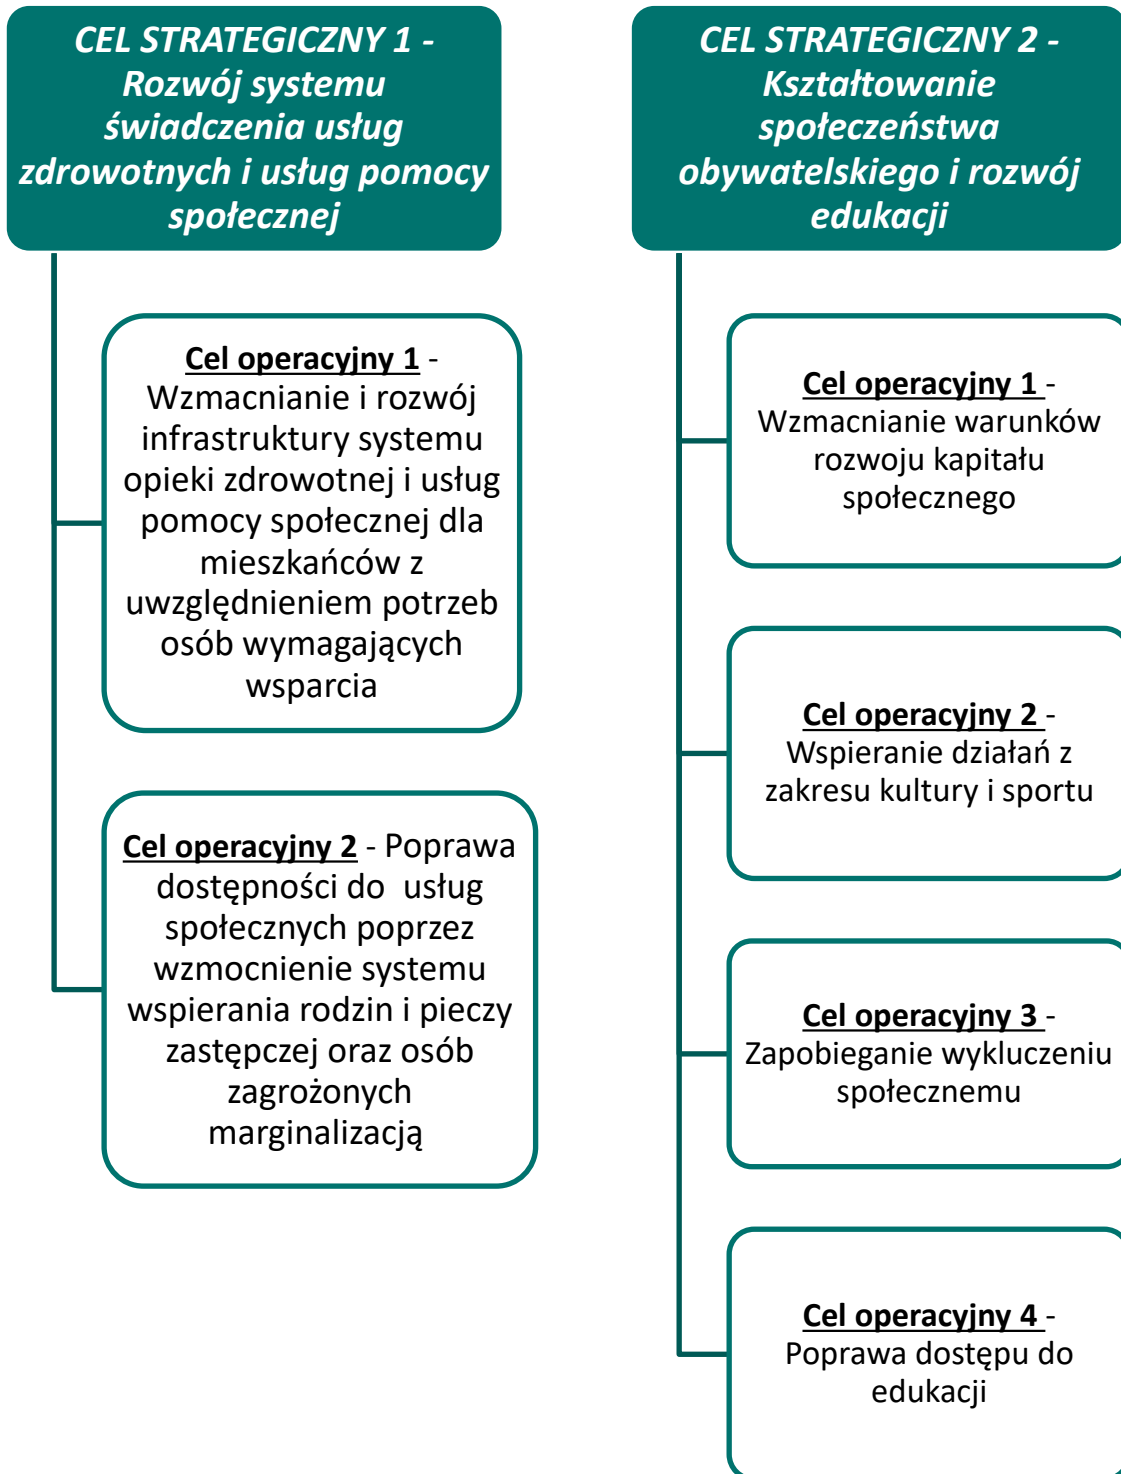 CEL STRATEGICZNY 1 -
Rozwój systemu
świadczenia usług
zdrowotnych i usług pomocy
społecznej
Cel operacyjny 1 -
Wzmacnianie i rozwój
infrastruktury systemu
opieki zdrowotnej i usług
pomocy społecznej dla
mieszkańców z
uwzględnieniem potrzeb
osób wymagających
wsparcia
Cel operacyjny 2 - Poprawa
dostępności do  usług
społecznych poprzez
wzmocnienie systemu
wspierania rodzin i pieczy
zastępczej oraz osób
zagrożonych
marginalizacją
CEL STRATEGICZNY 2 -
Kształtowanie
społeczeństwa
obywatelskiego i rozwój
edukacji
Cel operacyjny 1 -
Wzmacnianie warunków
rozwoju kapitału
społecznego
Cel operacyjny 2 -
Wspieranie działań z
zakresu kultury i sportu
Cel operacyjny 3 -
Zapobieganie wykluczeniu
społecznemu
Cel operacyjny 4 -
Poprawa dostępu do
edukacji